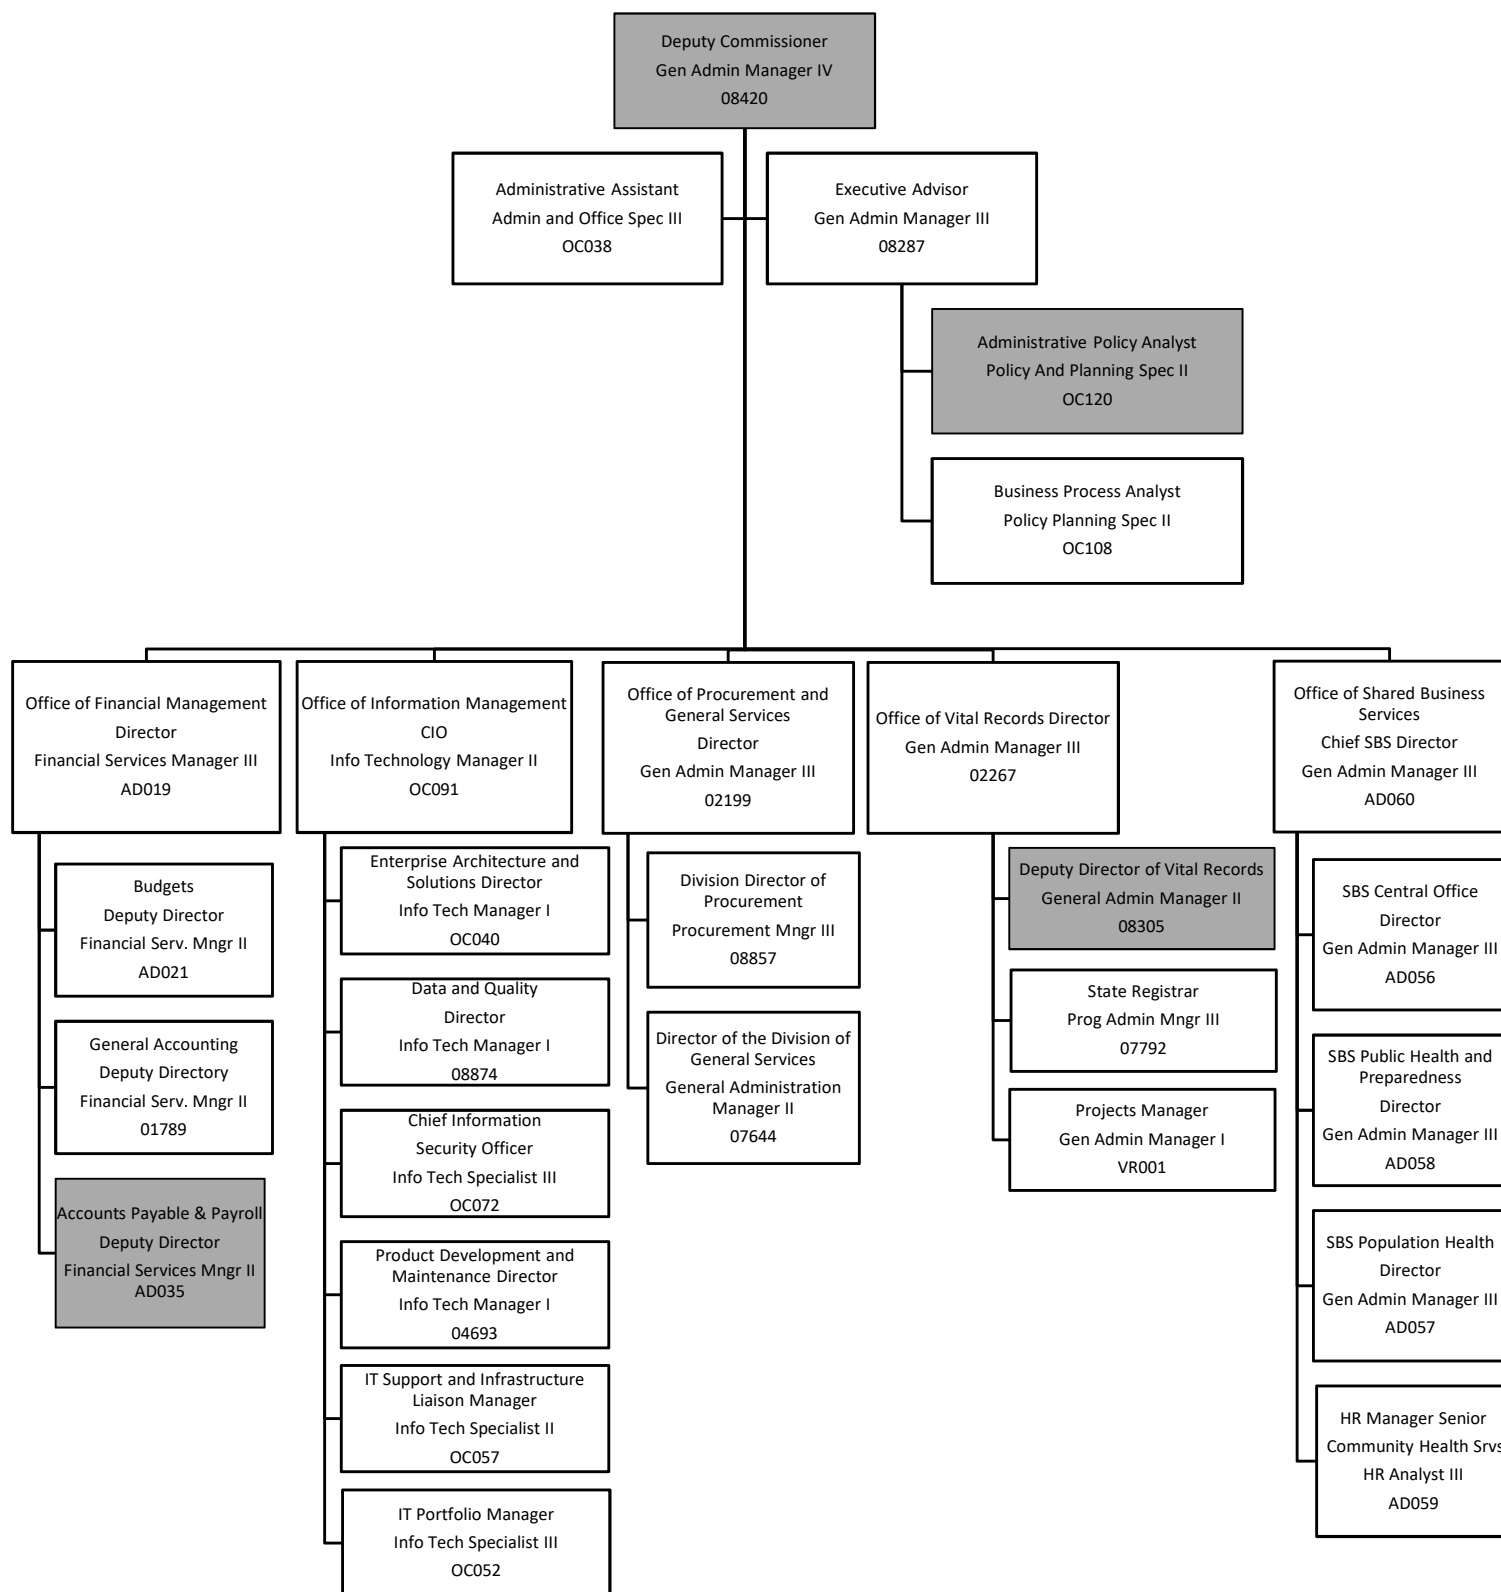 Deputy Commissioner
Gen Admin Manager IV
08420
Administrative Assistant
Admin and Office Spec III
OC038
Executive Advisor
Gen Admin Manager III
08287
Administrative Policy Analyst
Policy And Planning Spec II
OC120
Business Process Analyst
Policy Planning Spec II
OC108
Office of Financial Management
Director
Financial Services Manager III
AD019
Budgets
Deputy Director
Financial Serv. Mngr II
AD021
General Accounting
Deputy Directory
Financial Serv. Mngr II
01789
Accounts Payable & Payroll
Deputy Director
Financial Services Mngr II
AD035
Office of Information Management
CIO
Info Technology Manager II
OC091
Enterprise Architecture and
Solutions Director
Info Tech Manager I
OC040
Data and Quality
Director
Info Tech Manager I
08874
Chief Information
Security Officer
Info Tech Specialist III
OC072
Product Development and
Maintenance Director
Info Tech Manager I
04693
IT Support and Infrastructure
Liaison Manager
Info Tech Specialist II
OC057
IT Portfolio Manager
Info Tech Specialist III
OC052
Office of Procurement and
General Services
Director
Gen Admin Manager III
02199
Division Director of
Procurement
Procurement Mngr III
08857
Director of the Division of
General Services
General Administration
Manager II
07644
Office of Vital Records Director
Gen Admin Manager III
02267
Deputy Director of Vital Records
General Admin Manager II
08305
State Registrar
Prog Admin Mngr III
07792
Projects Manager
Gen Admin Manager I
VR001
Office of Shared Business
Services
Chief SBS Director
Gen Admin Manager III
AD060
SBS Central Office
Director
Gen Admin Manager III
AD056
SBS Public Health and
Preparedness
Director
Gen Admin Manager III
AD058
SBS Population Health
Director
Gen Admin Manager III
AD057
HR Manager Senior
Community Health Srvs
HR Analyst III
AD059